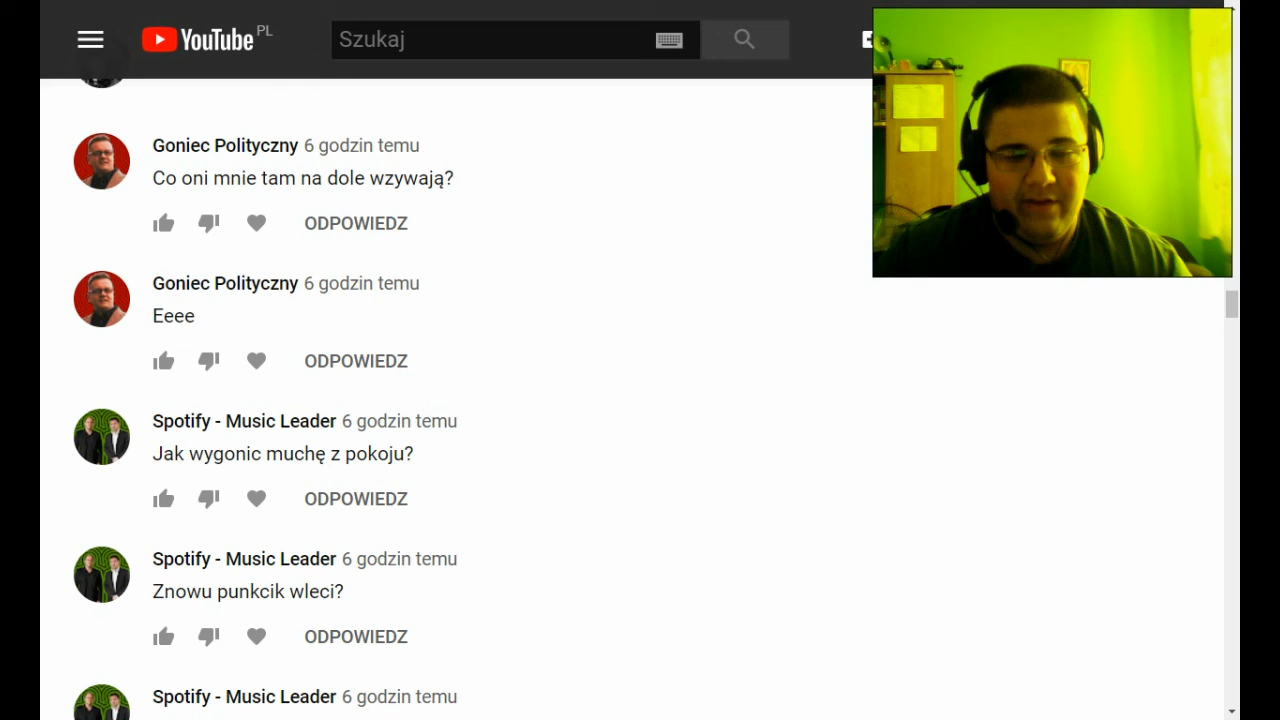 YouTube PL
Szukaj
Goniec Polityczny 6 godzin temu
Co oni mnie tam na dole wzywają?
ODPOWIEDZ
Goniec Polityczny 6 godzin temu
Eeee
ODPOWIEDZ
Spotify - Music Leader 6 godzin temu
Jak wygonic muchę z pokoju?
ODPOWIEDZ
Spotify - Music Leader 6 godzin temu
Znowu punkcik wleci?
ODPOWIEDZ
Spotify - Music Leader 6 godzin temu